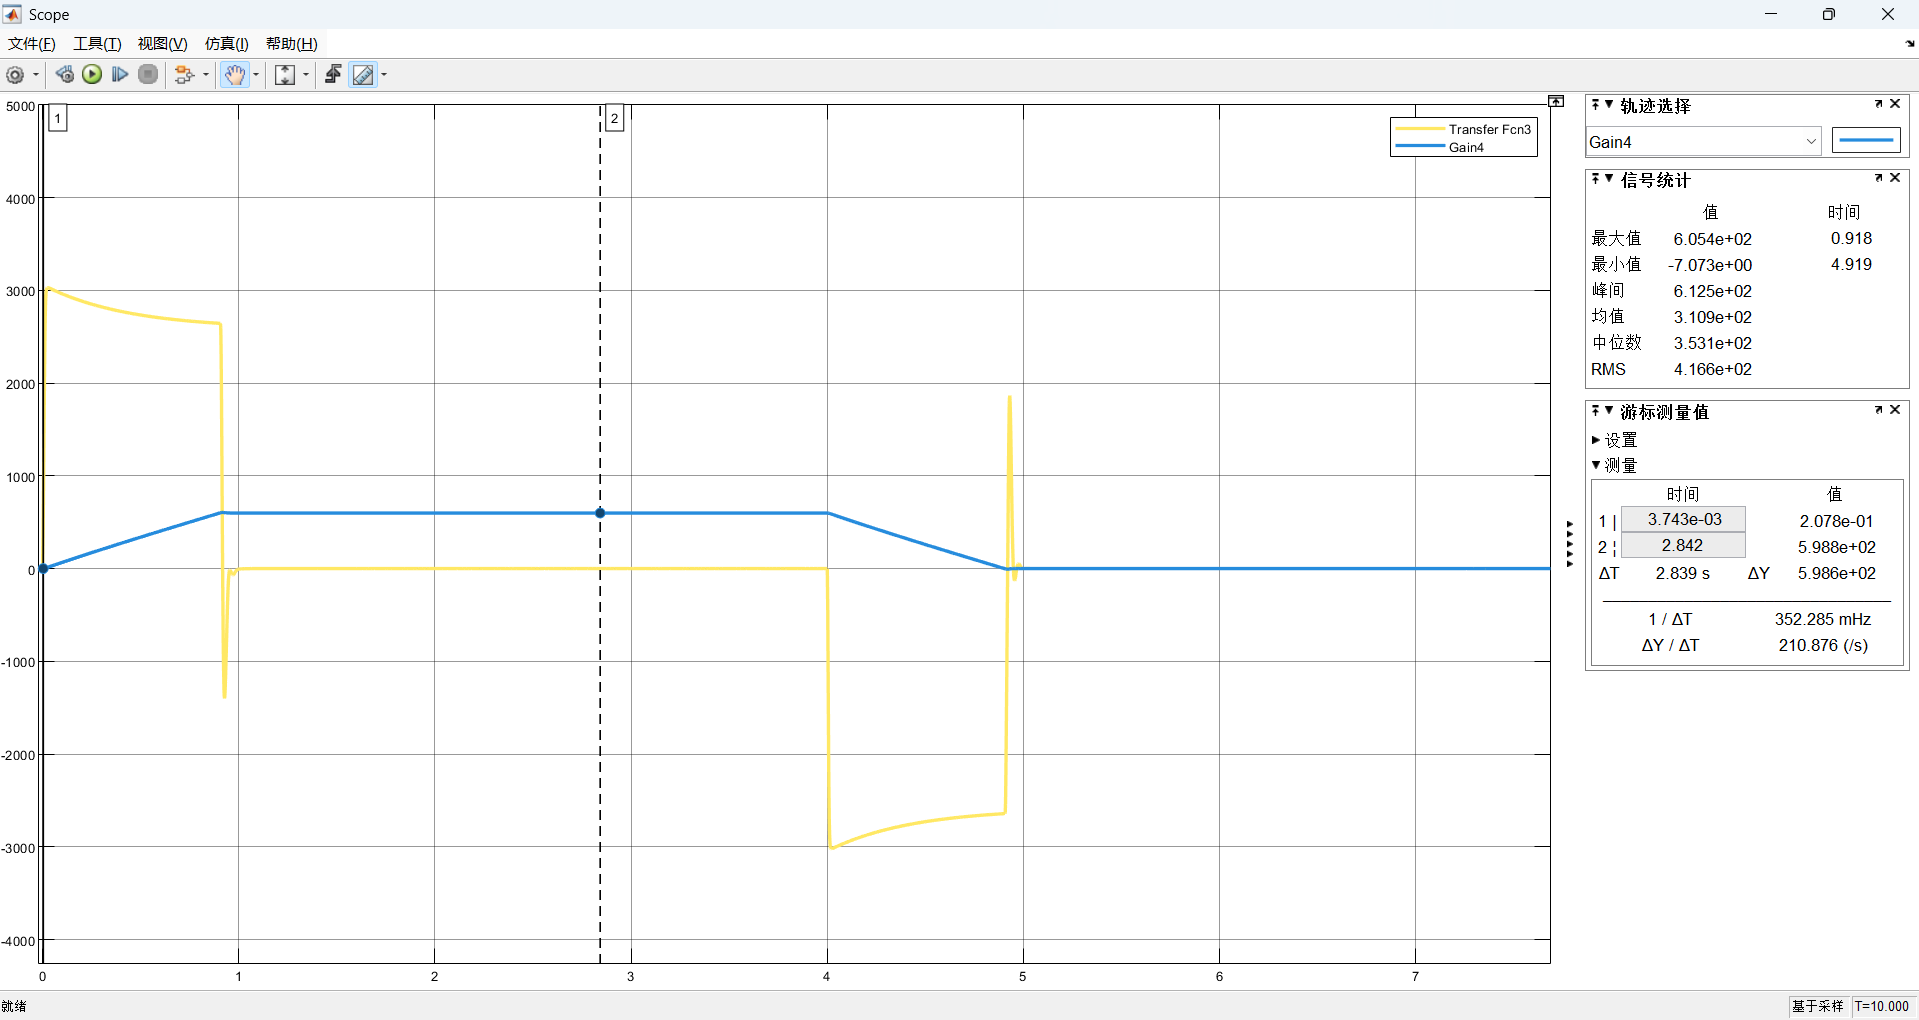 Scope
文件(F) 工具(T) 视图(V) 仿真(I) 帮助(H)
1
2
Transfer Fcn3
Gain4
5000
4000
3000
2000
1000
0
-1000
-2000
-3000
-4000
0 1 2 3 4 5 6 7
轨迹选择
Gain4
信号统计
值 时间
最大值 6.054e+02 0.918
最小值 -7.073e+00 4.919
峰间 6.125e+02
均值 3.109e+02
中位数 3.531e+02
RMS 4.166e+02
游标测量值
设置
测量
时间 值
1 | 3.743e-03 2.078e-01
2 ¦ 2.842 5.988e+02
ΔT 2.839 s ΔY 5.986e+02
1 / ΔT 352.285 mHz
ΔY / ΔT 210.876 (/s)
就绪
基于采样 T=10.000